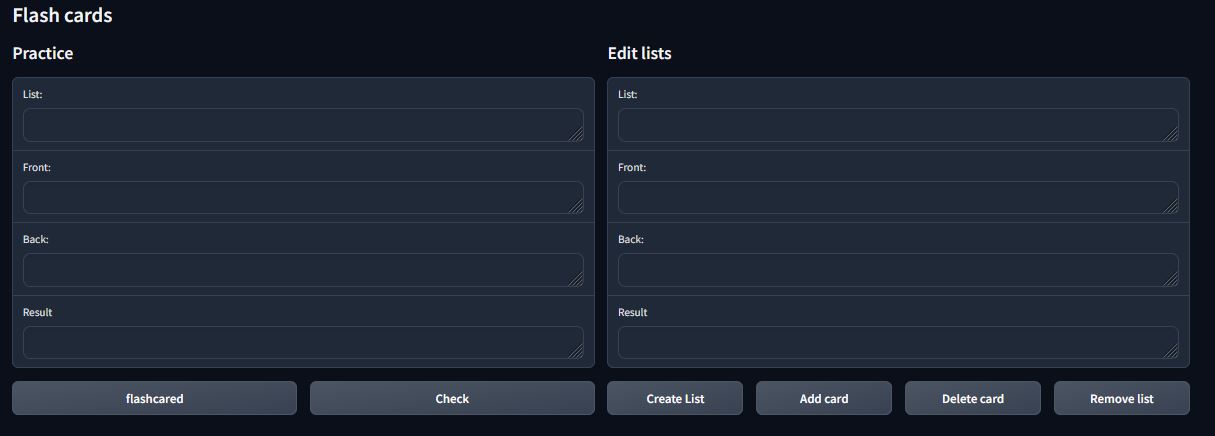 Flash cards
Practice
List:
Front:
Back:
Result
flashcared
Check
Edit lists
List:
Front:
Back:
Result
Create List
Add card
Delete card
Remove list